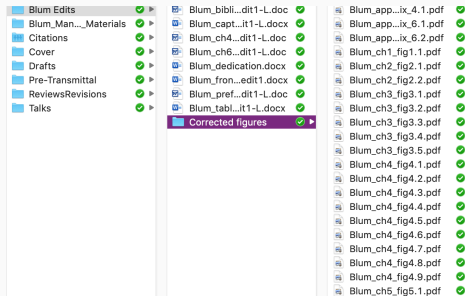 Blum Edits
Blum_Man..._Materials
Citations
Cover
Drafts
Pre-Transmittal
ReviewsRevisions
Talks
Blum_bibli...dit1-L.doc
Blum_capt...it1-L.docx
Blum_ch4...dit1-L.doc
Blum_ch6...dit1-L.doc
Blum_dedication.docx
Blum_fron...edit1.docx
Blum_pref...dit1-L.doc
Blum_tabl...it1-L.docx
Corrected figures
Blum_app...ix_4.1.pdf
Blum_app...ix_6.1.pdf
Blum_app...ix_6.2.pdf
Blum_ch1_fig1.1.pdf
Blum_ch2_fig2.1.pdf
Blum_ch2_fig2.2.pdf
Blum_ch3_fig3.1.pdf
Blum_ch3_fig3.2.pdf
Blum_ch3_fig3.3.pdf
Blum_ch3_fig3.4.pdf
Blum_ch3_fig3.5.pdf
Blum_ch4_fig4.1.pdf
Blum_ch4_fig4.2.pdf
Blum_ch4_fig4.3.pdf
Blum_ch4_fig4.4.pdf
Blum_ch4_fig4.5.pdf
Blum_ch4_fig4.6.pdf
Blum_ch4_fig4.7.pdf
Blum_ch4_fig4.8.pdf
Blum_ch4_fig4.9.pdf
Blum_ch5_fig5.1.pdf